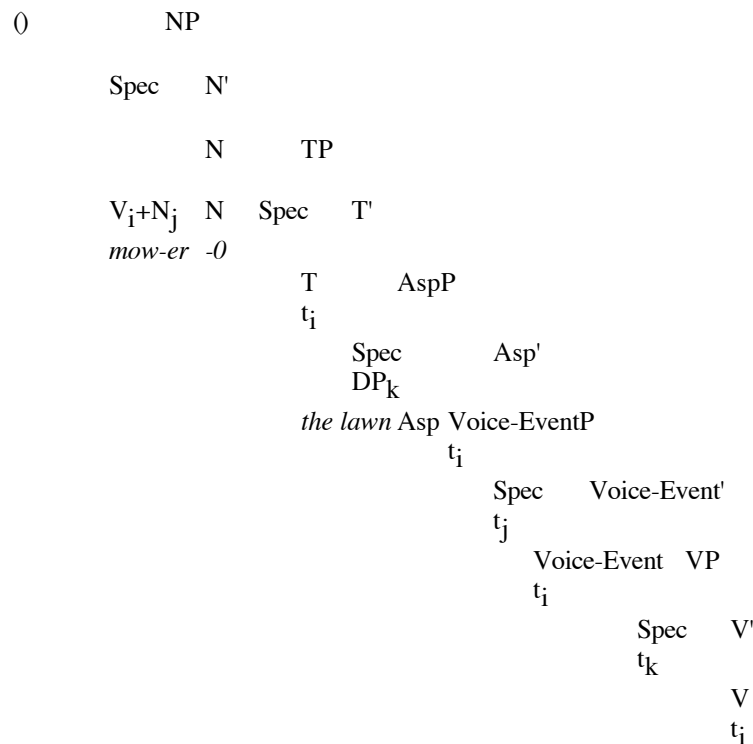 () NP
Spec N'
N TP
Vi+Nj N Spec T'
mow-er -0
T AspP
ti
Spec Asp'
DPk
the lawn Asp Voice-EventP
ti
Spec Voice-Event'
tj
Voice-Event VP
ti
Spec V'
tk
V
ti